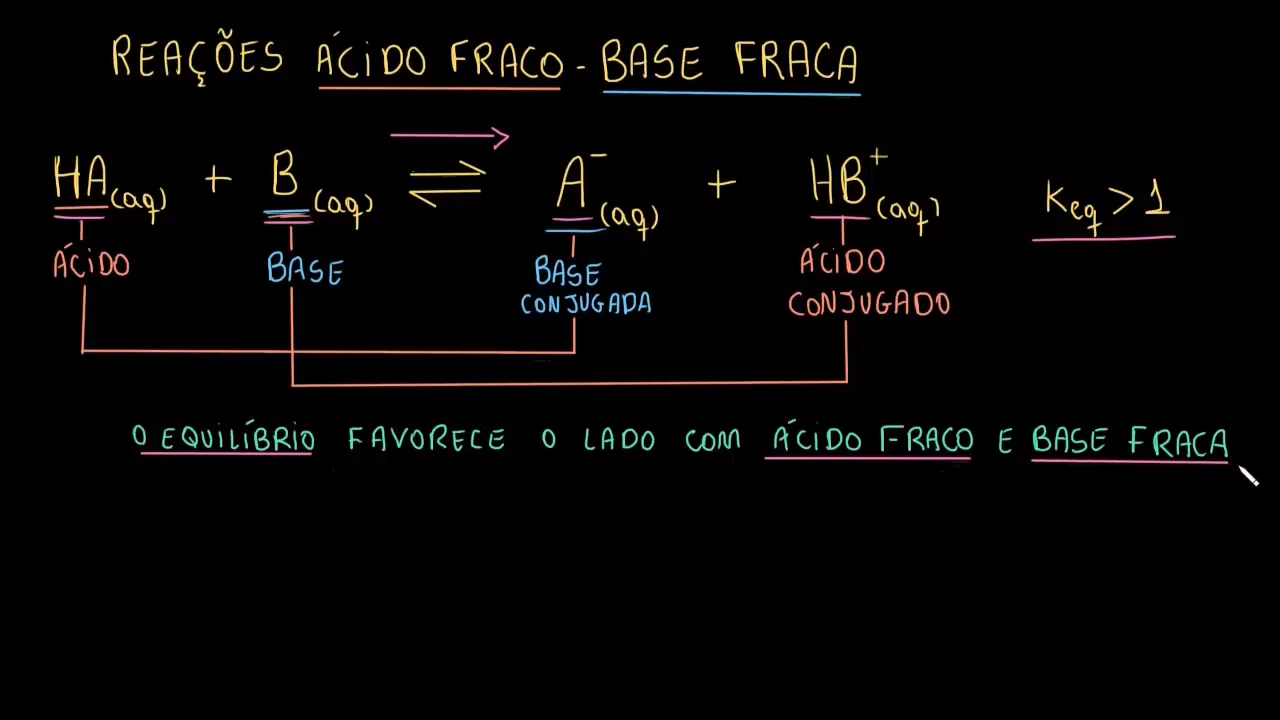 REAÇÕES ÁCIDO FRACO - BASE FRACA
HA(aq) + B(aq) ⇌ A⁻(aq) + HB⁺(aq) Keq > 1
ÁCIDO BASE BASE CONJUGADA ÁCIDO CONJUGADO
O EQUILÍBRIO FAVORECE O LADO COM ÁCIDO FRACO E BASE FRACA